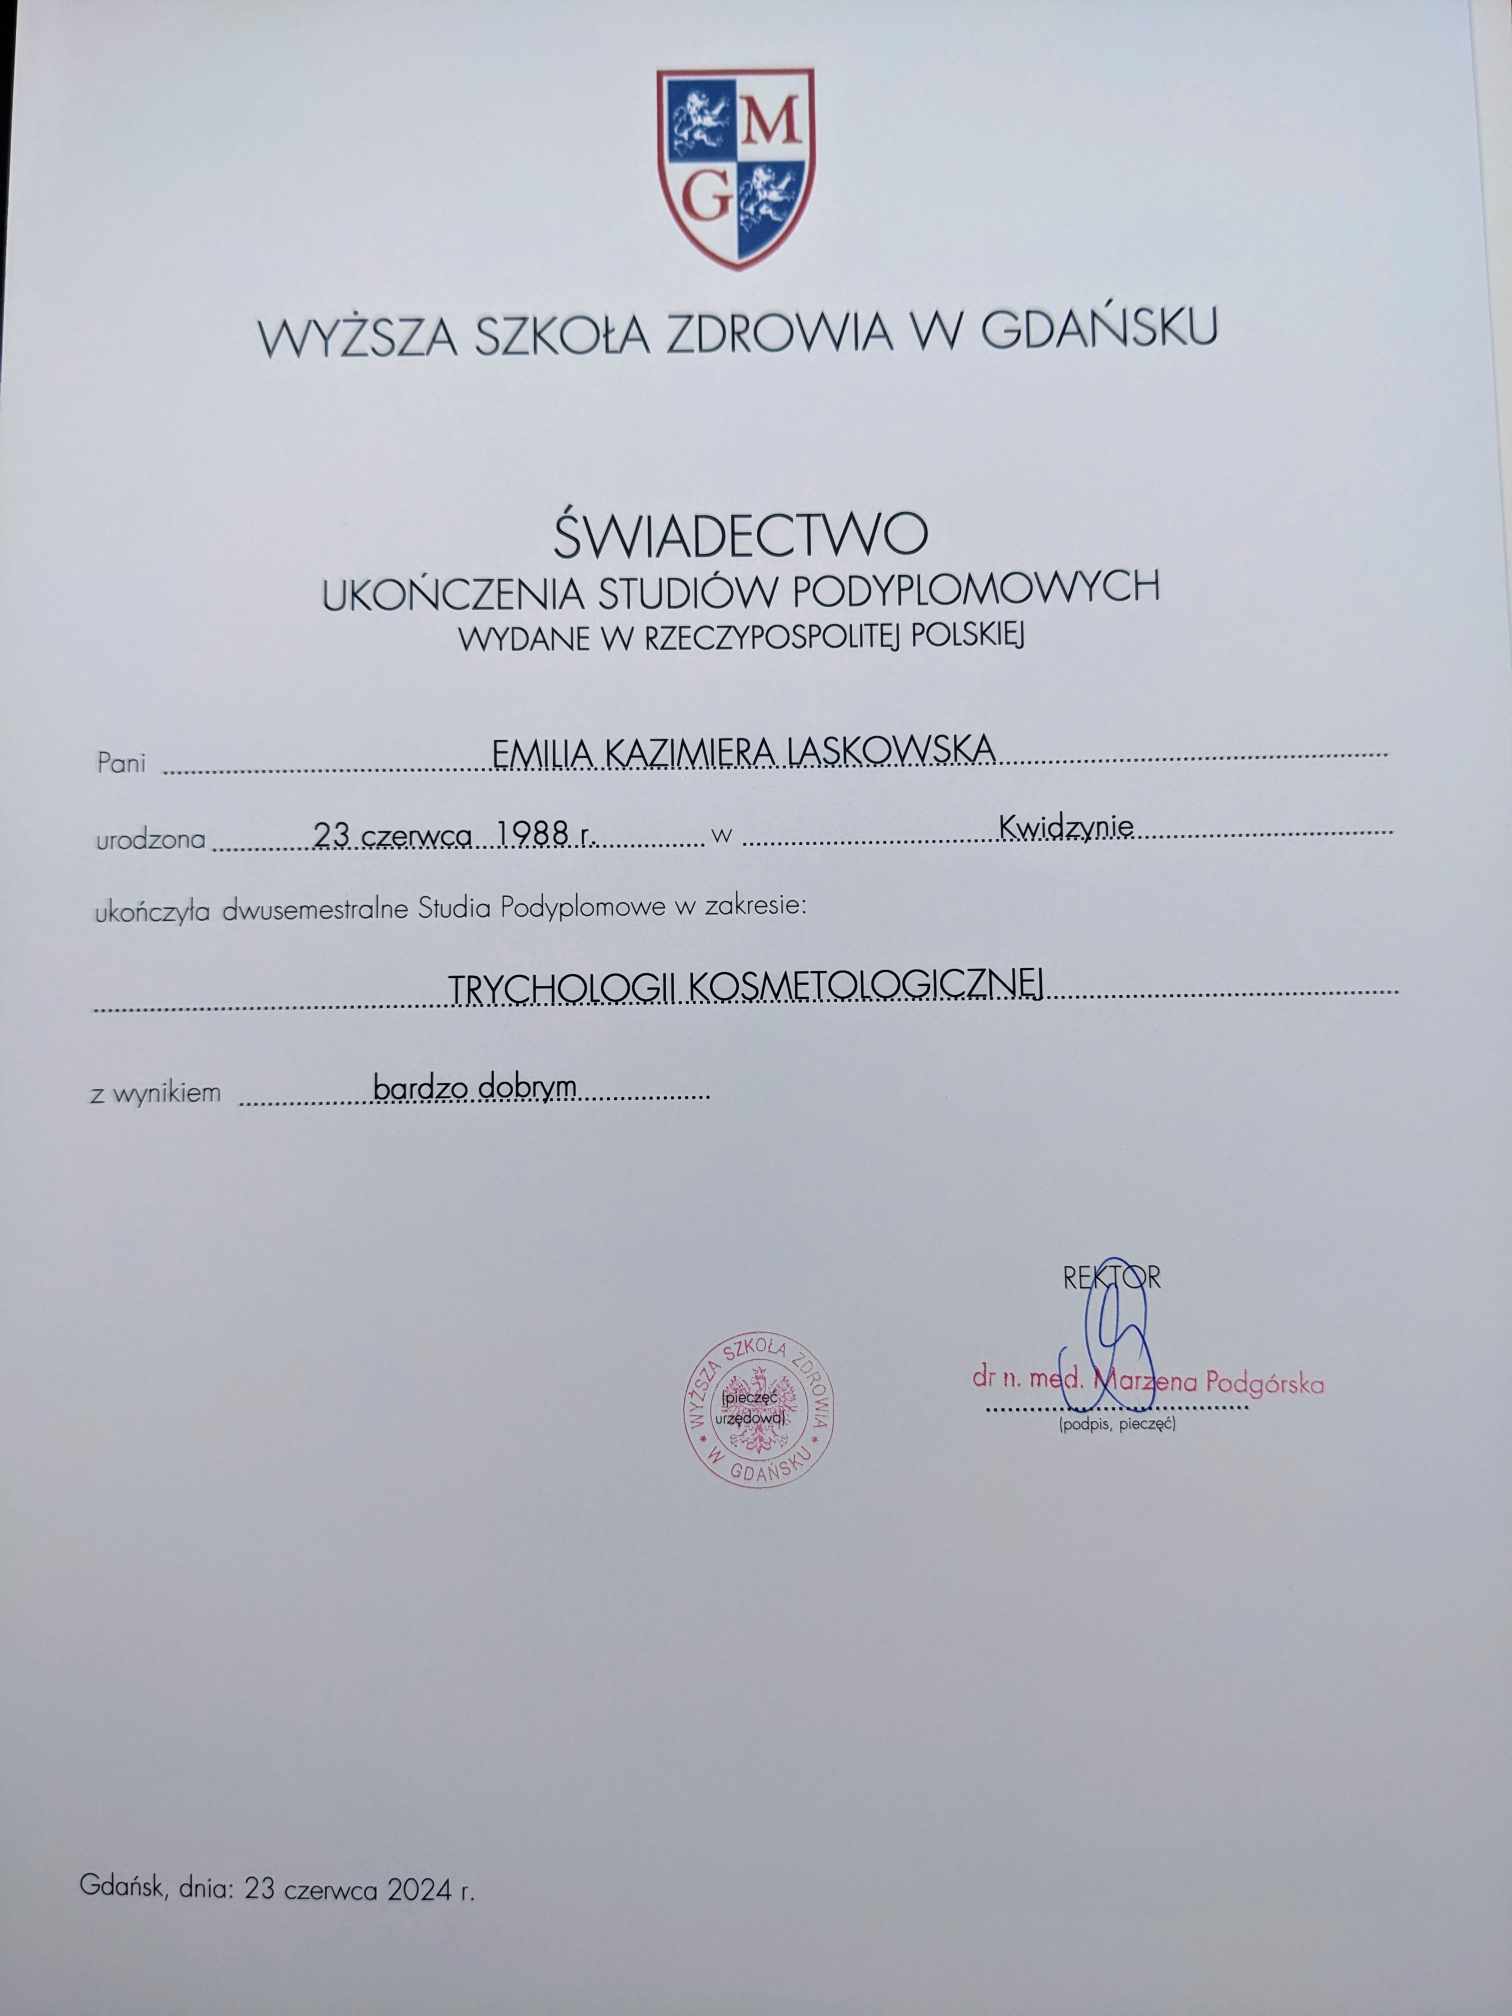 M
G
WYŻSZA SZKOŁA ZDROWIA W GDAŃSKU
ŚWIADECTWO
UKOŃCZENIA STUDIÓW PODYPLOMOWYCH
WYDANE W RZECZYPOSPOLITEJ POLSKIEJ
Pani EMILIA KAZIMIERA LASKOWSKA
urodzona 23 czerwca 1988 r. w Kwidzynie
ukończyła dwusemestralne Studia Podyplomowe w zakresie:
TRYCHOLOGII KOSMETOLOGICZNEJ
z wynikiem bardzo dobrym
REKTOR
dr n. med. Marzena Podgórska
(podpis, pieczęć)
WYŻSZA SZKOŁA ZDROWIA
* W GDAŃSKU *
(pieczęć
urzędowa)
Gdańsk, dnia: 23 czerwca 2024 r.